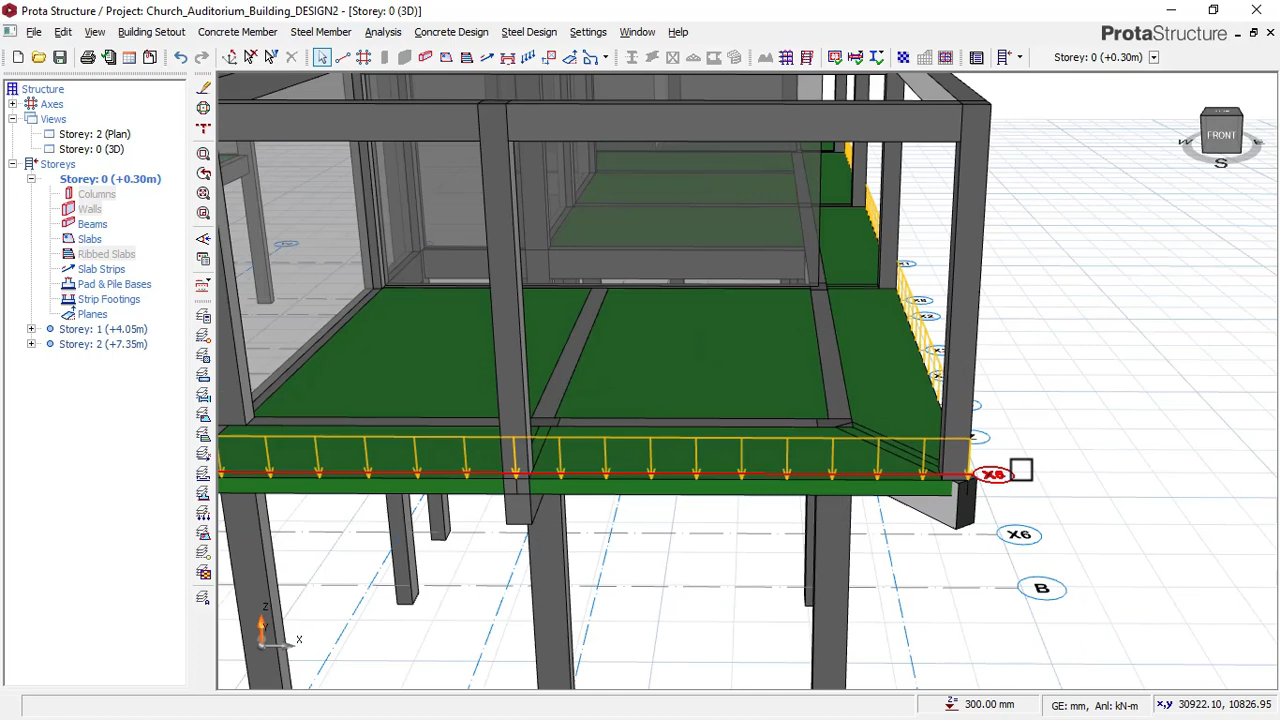 Prota Structure / Project: Church_Auditorium_Building_DESIGN2 - [Storey: 0 (3D)]
File Edit View Building Setout Concrete Member Steel Member Analysis Concrete Design Steel Design Settings Window Help
ProtaStructure
Storey: 0 (+0.30m)
Structure
Axes
Views
Storey: 2 (Plan)
Storey: 0 (3D)
Storeys
Storey: 0 (+0.30m)
Columns
Walls
Beams
Slabs
Ribbed Slabs
Slab Strips
Pad & Pile Bases
Strip Footings
Planes
Storey: 1 (+4.05m)
Storey: 2 (+7.35m)
FRONT
S
X6
B
Z
X
Z= 300.00 mm
GE: mm, Anl: kN-m
x,y 30922.10, 10826.95